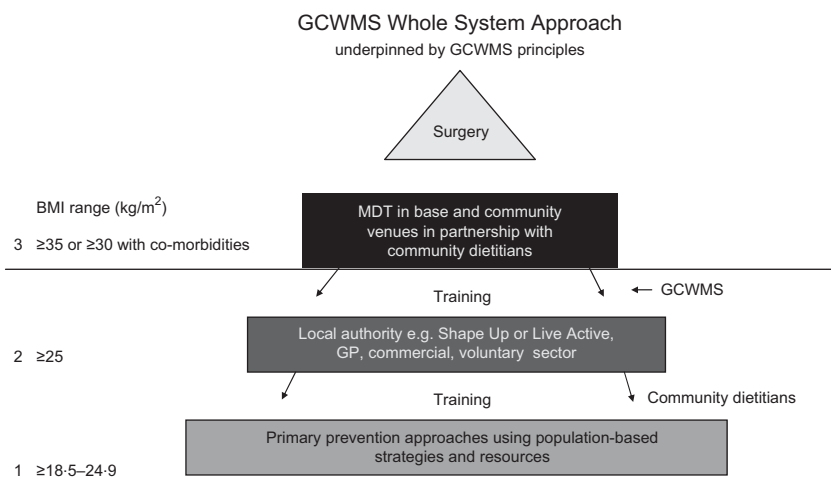 GCWMS Whole System Approach
underpinned by GCWMS principles
Surgery
BMI range (kg/m²)
3 ≥35 or ≥30 with co-morbidities
MDT in base and community
venues in partnership with
community dietitians
Training
GCWMS
2 ≥25
Local authority e.g. Shape Up or Live Active,
GP, commercial, voluntary sector
Training
Community dietitians
1 ≥18·5–24·9
Primary prevention approaches using population-based
strategies and resources